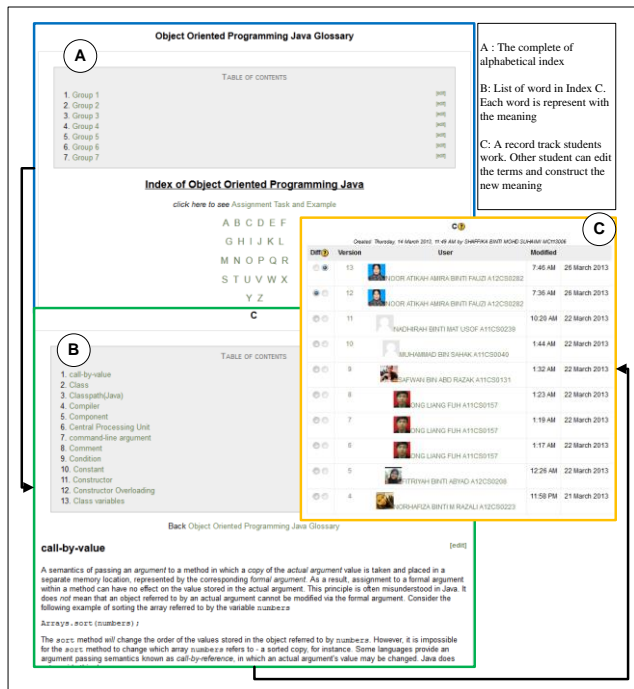 Object Oriented Programming Java Glossary
A
TABLE OF CONTENTS
1. Group 1 [edit]
2. Group 2 [edit]
3. Group 3 [edit]
4. Group 4 [edit]
5. Group 5 [edit]
6. Group 6 [edit]
7. Group 7 [edit]
Index of Object Oriented Programming Java
click here to see Assignment Task and Example
A B C D E F
G H I J K L
M N O P Q R
S T U V W X
Y Z
C
A : The complete of
alphabetical index
B: List of word in Index C.
Each word is represent with
the meaning
C: A record track students
work. Other student can edit
the terms and construct the
new meaning
C
C
Created: Thursday, 14 March 2013, 11:49 AM by SHAFFIKA BINTI MOHD SUHAIMI MCI13006
Diff Version User Modified
13 NOOR ATIKAH AMIRA BINTI FAUZI A12CS0282 7:46 AM 26 March 2013
12 NOOR ATIKAH AMIRA BINTI FAUZI A12CS0282 7:36 AM 26 March 2013
11 NADHIRAH BINTI MAT USOF A11CS0238 10:20 AM 22 March 2013
10 MUHAMMAD BIN SAHAK A11CS0040 1:44 AM 22 March 2013
9 SAFWAN BIN ABD RAZAK A11CS0131 1:32 AM 22 March 2013
8 ONG LIANG FUH A11CS0157 1:23 AM 22 March 2013
7 ONG LIANG FUH A11CS0157 1:19 AM 22 March 2013
6 ONG LIANG FUH A11CS0157 1:17 AM 22 March 2013
5 FITRIYAH BINTI ABYAD A12CS0208 12:26 AM 22 March 2013
4 NORHAFIZA BINTI M RAZALI A12CS0223 11:58 PM 21 March 2013
B
TABLE OF CONTENTS
1. call-by-value
2. Class
3. Classpath(Java)
4. Compiler
5. Component
6. Central Processing Unit
7. command-line argument
8. Comment
9. Condition
10. Constant
11. Constructor
12. Constructor Overloading
13. Class variables
Back Object Oriented Programming Java Glossary
call-by-value [edit]
A semantics of passing an argument to a method in which a copy of the actual argument value is taken and placed in a
separate memory location, represented by the corresponding formal argument. As a result, assignment to a formal argument
within a method can have no effect on the value stored in the actual argument. This principle is often misunderstood in Java. It
does not mean that an object referred to by an actual argument cannot be modified via the formal argument. Consider the
following example of sorting the array referred to by the variable numbers
Arrays.sort(numbers);
The sort method will change the order of the values stored in the object referred to by numbers. However, it is impossible
for the sort method to change which array numbers refers to - a sorted copy, for instance. Some languages provide an
argument passing semantics known as call-by-reference, in which an actual argument's value may be changed. Java does